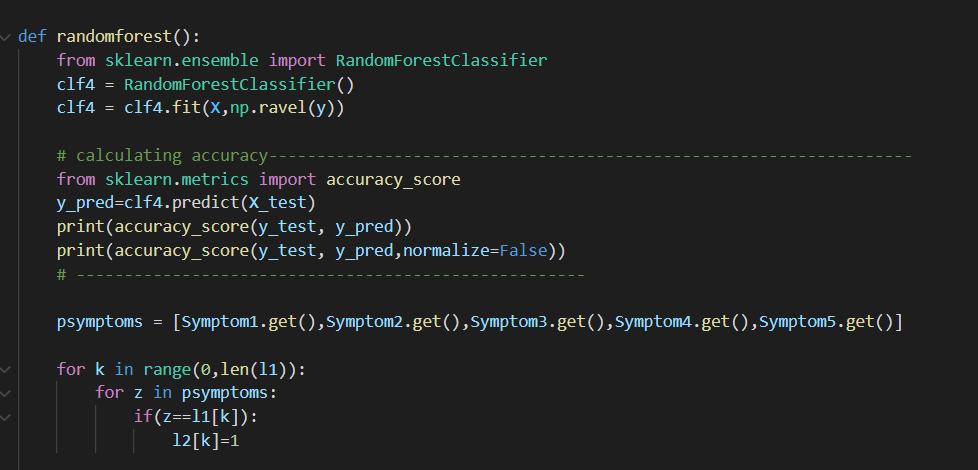 def randomforest():
    from sklearn.ensemble import RandomForestClassifier
    clf4 = RandomForestClassifier()
    clf4 = clf4.fit(X,np.ravel(y))
    # calculating accuracy-------------------------------------------------------------------
    from sklearn.metrics import accuracy_score
    y_pred=clf4.predict(X_test)
    print(accuracy_score(y_test, y_pred))
    print(accuracy_score(y_test, y_pred,normalize=False))
    # -----------------------------------------------------
    psymptoms = [Symptom1.get(),Symptom2.get(),Symptom3.get(),Symptom4.get(),Symptom5.get()]
    for k in range(0,len(l1)):
        for z in psymptoms:
            if(z==l1[k]):
                l2[k]=1